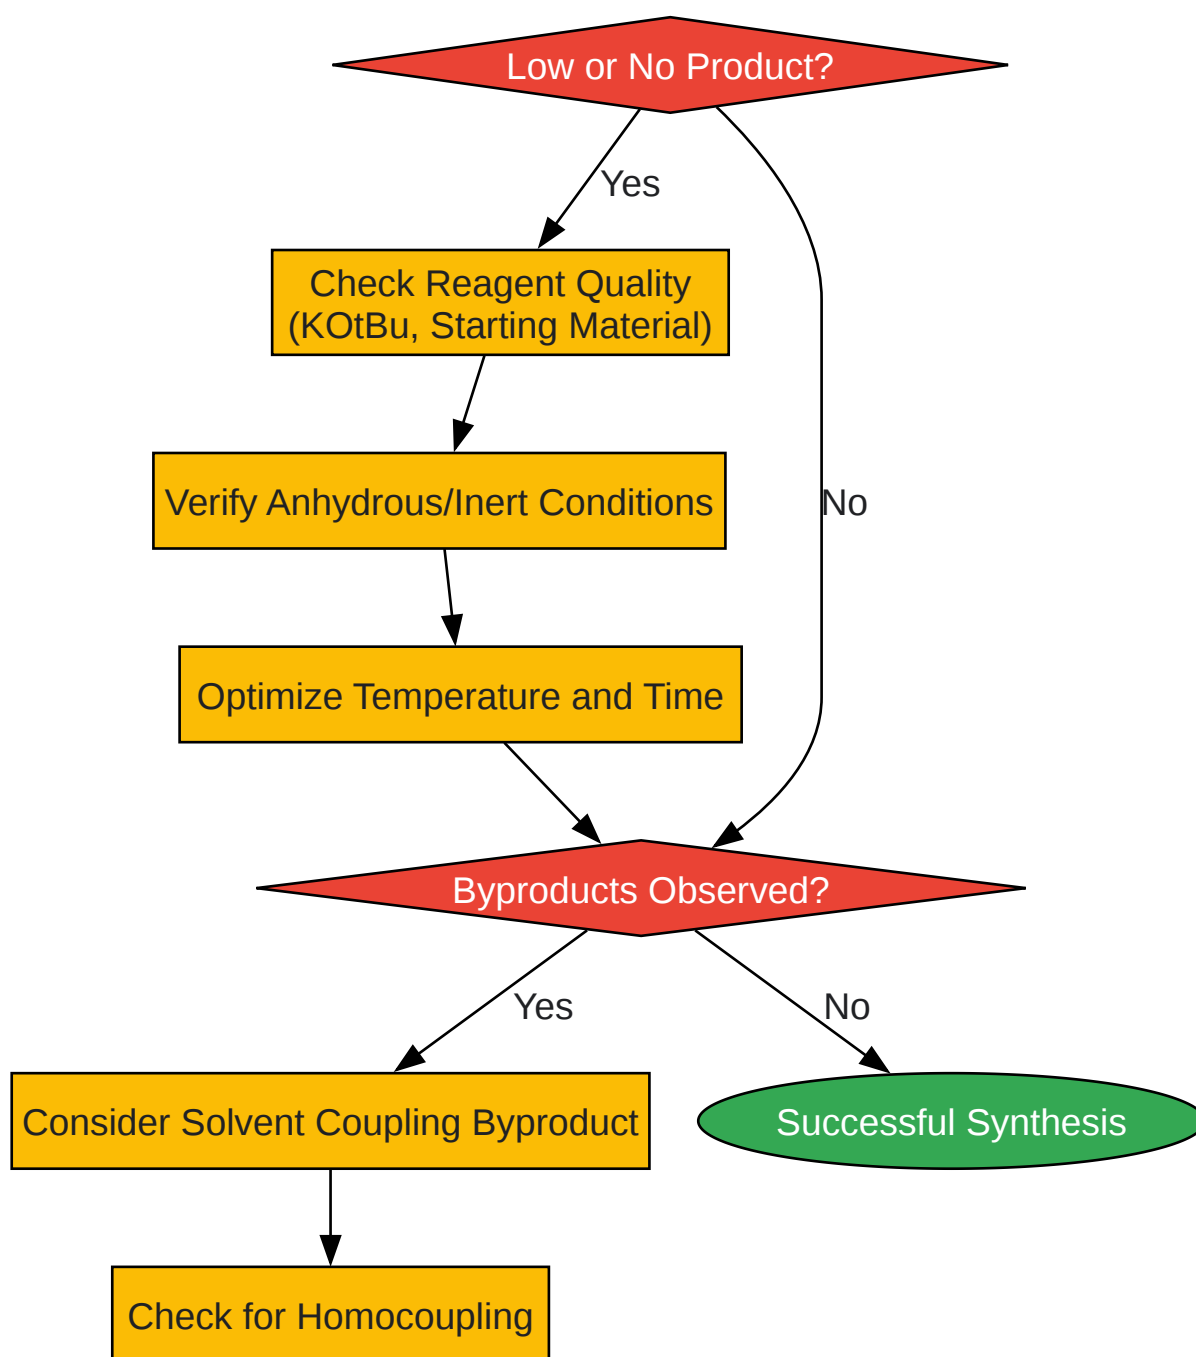 Low or No Product?
Yes
Check Reagent Quality
(KOtBu, Starting Material)
Verify Anhydrous/Inert Conditions
No
Optimize Temperature and Time
Byproducts Observed?
Yes
No
Consider Solvent Coupling Byproduct
Successful Synthesis
Check for Homocoupling